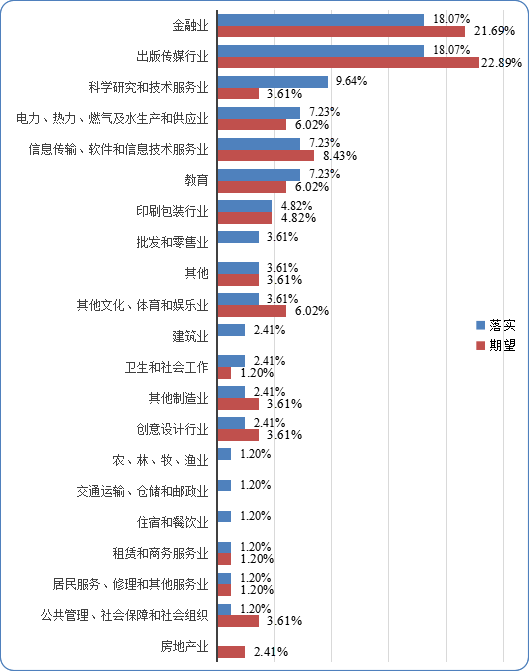 金融业 18.07%
21.69%
出版传媒行业 18.07%
22.89%
科学研究和技术服务业 9.64%
3.61%
电力、热力、燃气及水生产和供应业 7.23%
6.02%
信息传输、软件和信息技术服务业 7.23%
8.43%
教育 7.23%
6.02%
印刷包装行业 4.82%
4.82%
批发和零售业 3.61%
其他 3.61%
3.61%
其他文化、体育和娱乐业 3.61%
6.02%
建筑业 2.41%
卫生和社会工作 2.41%
1.20%
其他制造业 2.41%
3.61%
创意设计行业 2.41%
3.61%
农、林、牧、渔业 1.20%
交通运输、仓储和邮政业 1.20%
住宿和餐饮业 1.20%
租赁和商务服务业 1.20%
1.20%
居民服务、修理和其他服务业 1.20%
1.20%
公共管理、社会保障和社会组织 1.20%
3.61%
房地产业 2.41%
落实
期望